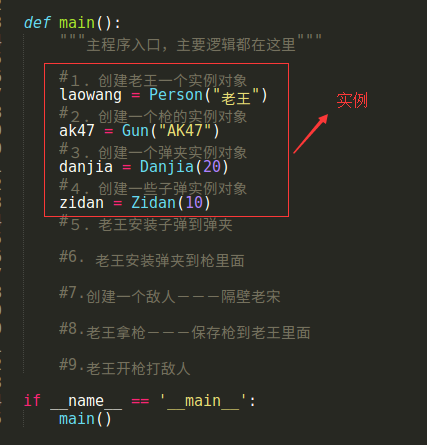 def main():
"""主程序入口，主要逻辑都在这里"""
#１．创建老王一个实例对象
laowang = Person("老王")
#２．创建一个枪的实例对象
ak47 = Gun("AK47")
#３．创建一个弹夹实例对象
danjia = Danjia(20)
#４．创建一些子弹实例对象
zidan = Zidan(10)
#５．老王安装子弹到弹夹
#6. 老王安装弹夹到枪里面
#7.创建一个敌人－－－隔壁老宋
#8.老王拿枪－－－保存枪到老王里面
#9.老王开枪打敌人
if __name__ == '__main__':
main()
实例